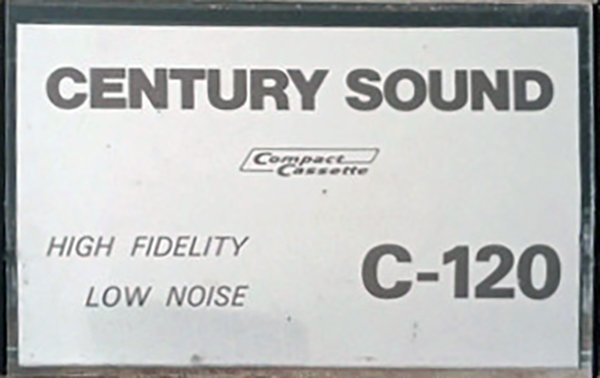 CENTURY SOUND
Compact
Cassette
HIGH FIDELITY
LOW NOISE
C-120